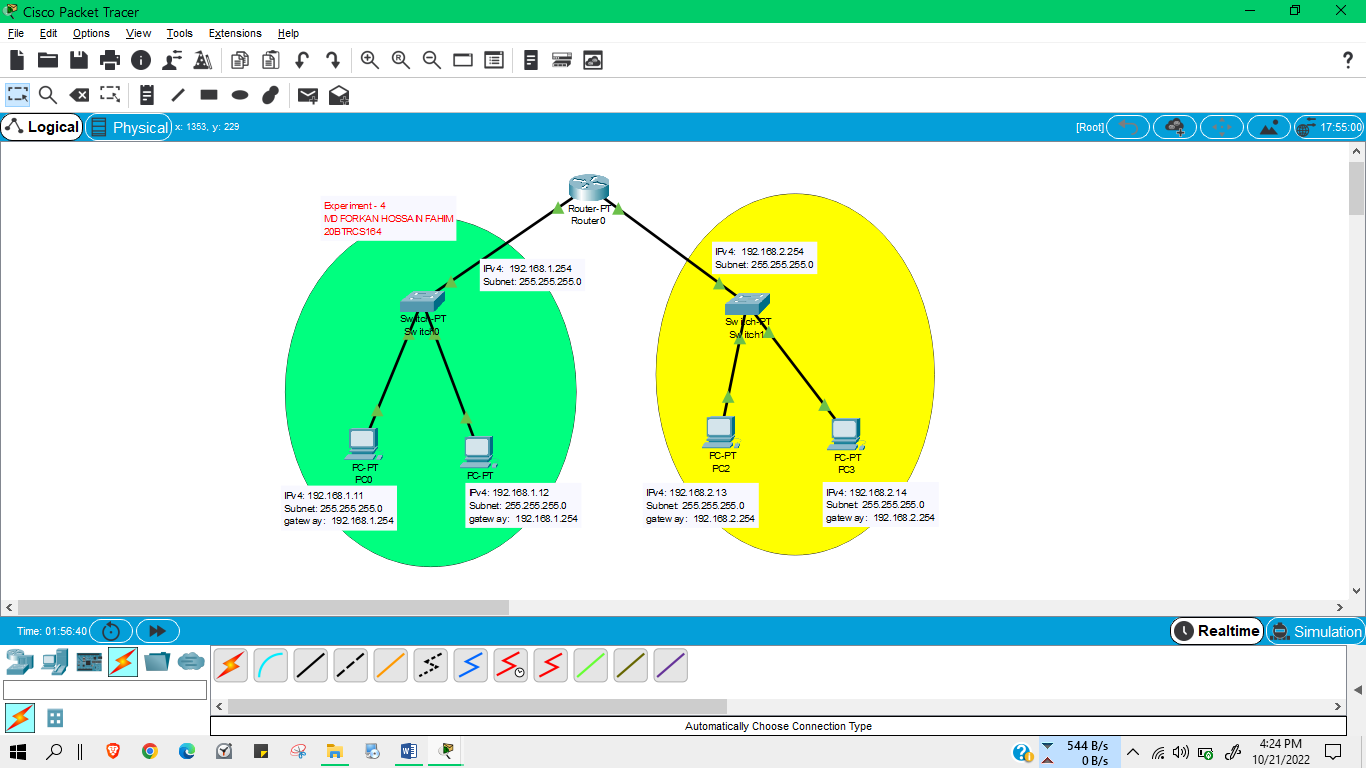 Cisco Packet Tracer
File Edit Options View Tools Extensions Help
Logical Physical x: 1353, y: 229 [Root] 17:55:00
Router-PT
Router0
Experiment - 4
MD FORKAN HOSSAIN FAHIM
20BTRCS164
IPv4: 192.168.1.254
Subnet: 255.255.255.0
IPv4: 192.168.2.254
Subnet: 255.255.255.0
Switch-PT
Switch0
Switch-PT
Switch1
PC-PT
PC0
PC-PT
PC-PT
PC2
PC-PT
PC3
IPv4: 192.168.1.11
Subnet: 255.255.255.0
gateway: 192.168.1.254
IPv4: 192.168.1.12
Subnet: 255.255.255.0
gateway: 192.168.1.254
IPv4: 192.168.2.13
Subnet: 255.255.255.0
gateway: 192.168.2.254
IPv4: 192.168.2.14
Subnet: 255.255.255.0
gateway: 192.168.2.254
Time: 01:56:40 Realtime Simulation
Automatically Choose Connection Type
544 B/s
0 B/s
4:24 PM
10/21/2022